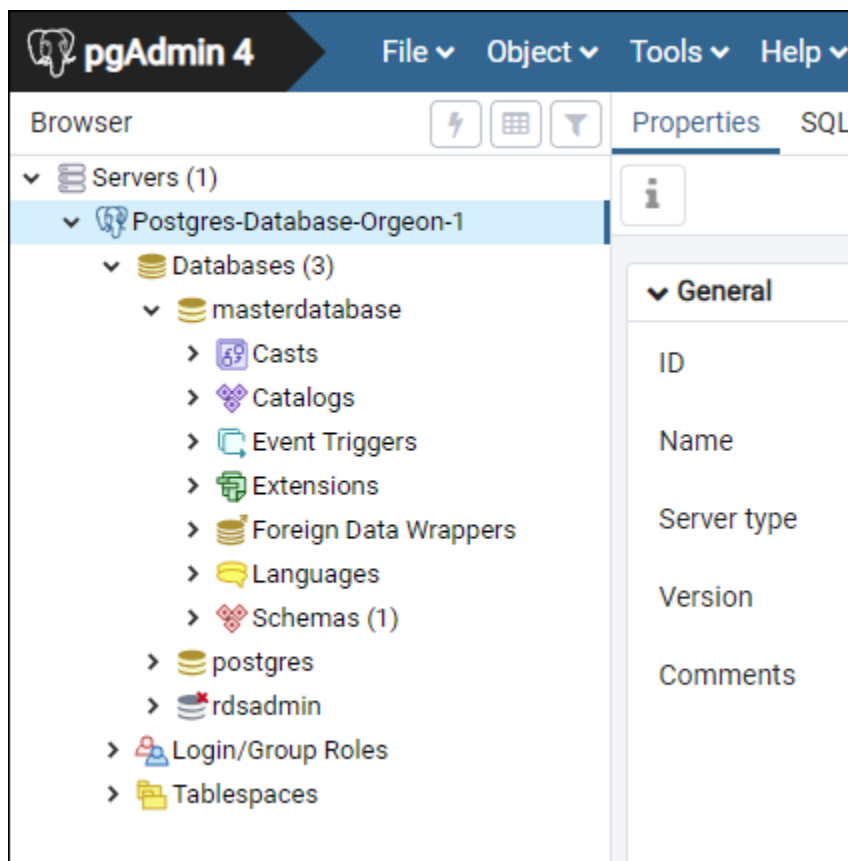 pgAdmin 4 File Object Tools Help
Browser Properties SQL
Servers (1)
Postgres-Database-Orgeon-1
Databases (3)
General
masterdatabase
Casts
ID
Catalogs
Event Triggers
Name
Extensions
Server type
Foreign Data Wrappers
Languages
Version
Schemas (1)
postgres
Comments
rdsadmin
Login/Group Roles
Tablespaces